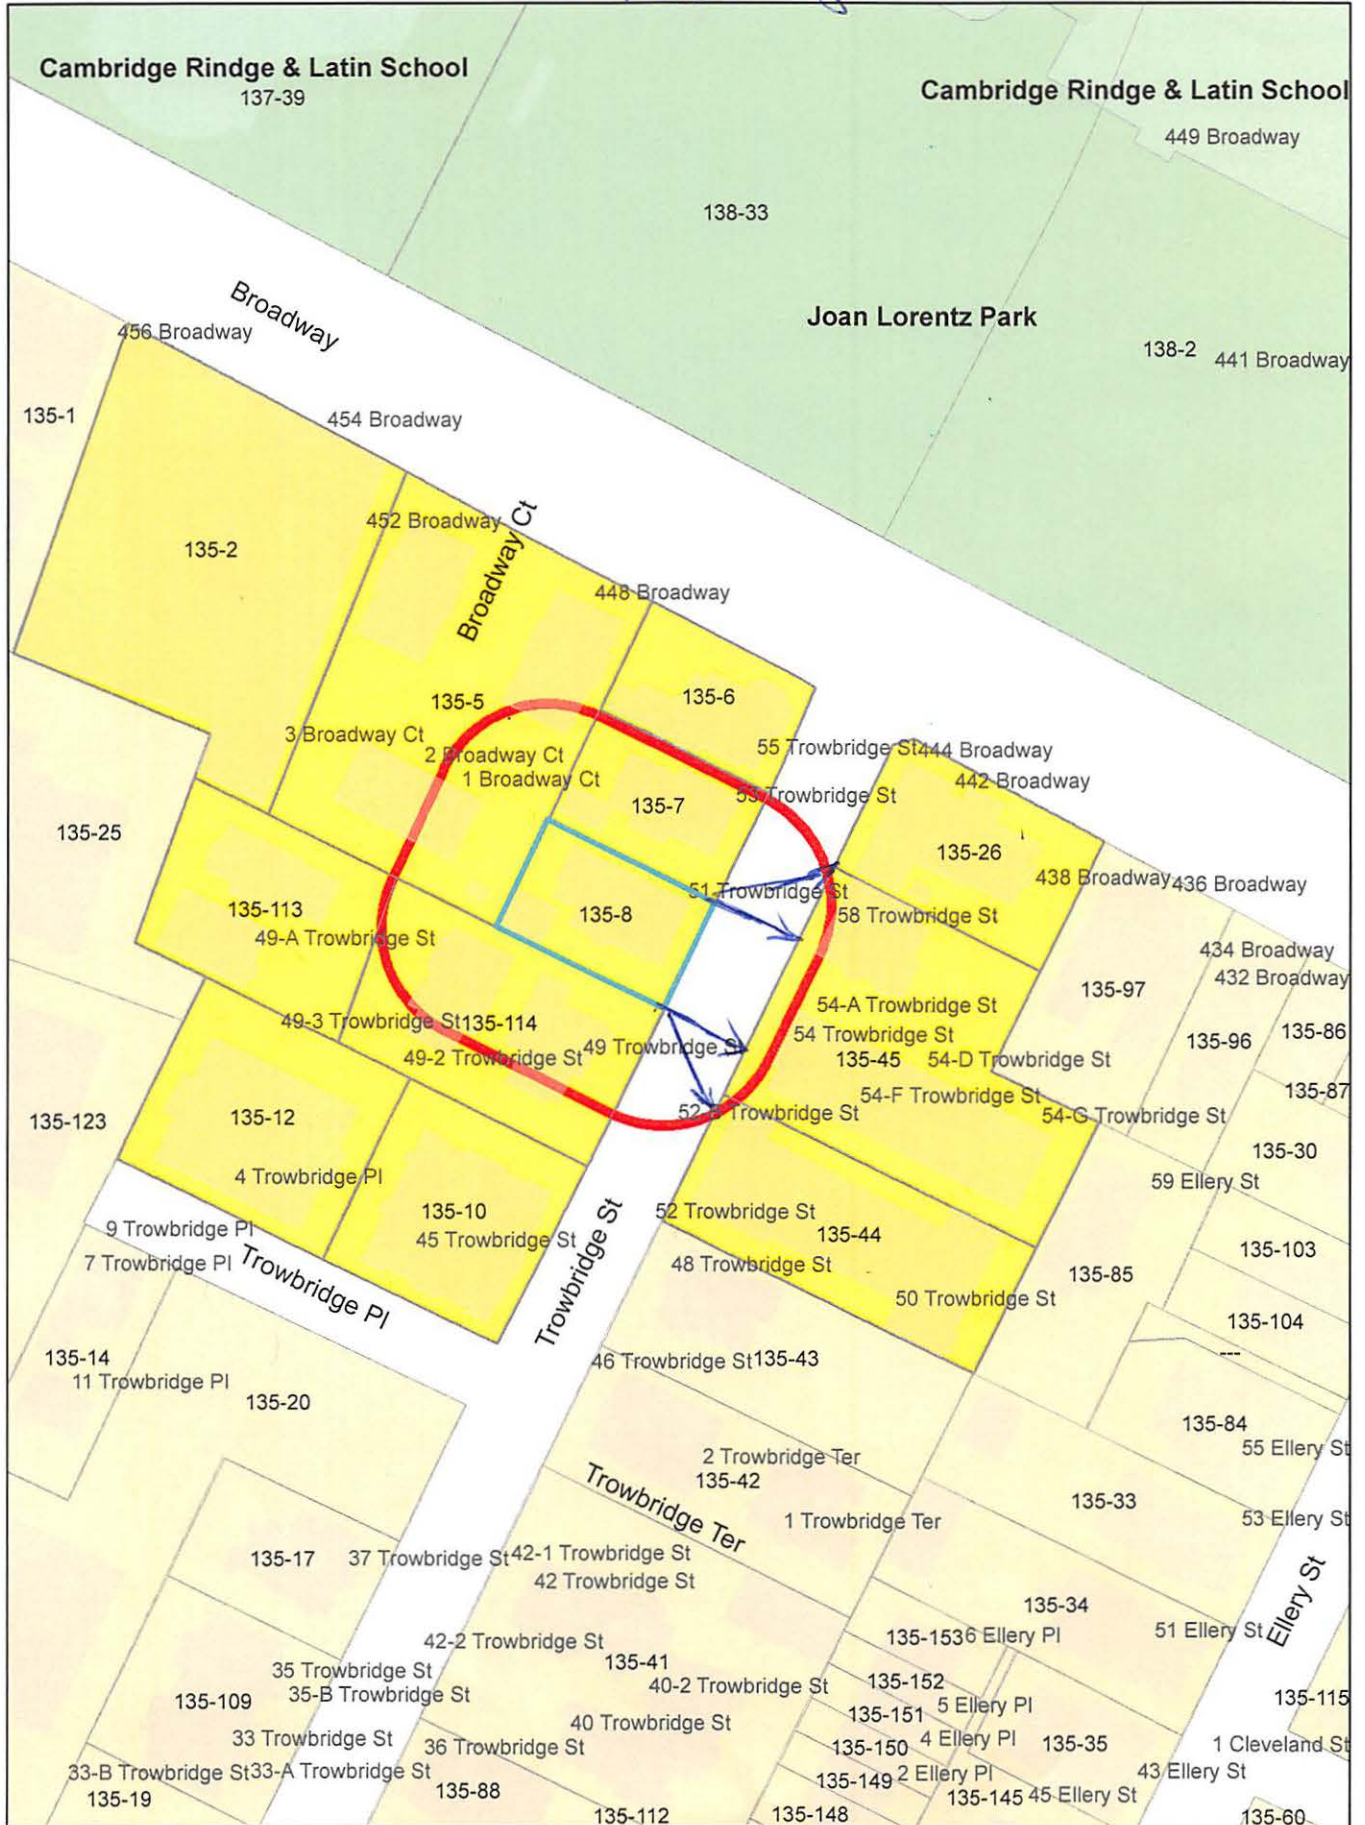 Cambridge Rindge & Latin School
137-39
Cambridge Rindge & Latin School
449 Broadway
138-33
Joan Lorentz Park
138-2
441 Broadway
Broadway
456 Broadway
135-1
454 Broadway
452 Broadway
Broadway Ct
135-2
448 Broadway
135-5
135-6
3 Broadway Ct
2 Broadway Ct
1 Broadway Ct
55 Trowbridge St
444 Broadway
442 Broadway
53 Trowbridge St
135-7
135-25
135-26
438 Broadway
436 Broadway
51 Trowbridge St
135-8
58 Trowbridge St
135-113
49-A Trowbridge St
434 Broadway
432 Broadway
135-97
54-A Trowbridge St
49-3 Trowbridge St
135-114
54 Trowbridge St
135-96
135-86
49 Trowbridge St
49-2 Trowbridge St
135-45
54-D Trowbridge St
135-87
54-F Trowbridge St
135-123
135-12
Trowbridge St
54-G Trowbridge St
135-30
4 Trowbridge Pl
59 Ellery St
135-10
52 Trowbridge St
9 Trowbridge Pl
45 Trowbridge St
135-44
135-103
7 Trowbridge Pl
Trowbridge Pl
Trowbridge St
48 Trowbridge St
135-85
50 Trowbridge St
135-104
---
135-14
46 Trowbridge St
135-43
11 Trowbridge Pl
135-20
135-84
55 Ellery St
2 Trowbridge Ter
135-42
135-33
Trowbridge Ter
1 Trowbridge Ter
53 Ellery St
135-17
37 Trowbridge St
42-1 Trowbridge St
42 Trowbridge St
135-34
Ellery St
135-153
6 Ellery Pl
51 Ellery St
42-2 Trowbridge St
135-41
35 Trowbridge St
40-2 Trowbridge St
135-152
35-B Trowbridge St
135-109
135-115
5 Ellery Pl
135-151
40 Trowbridge St
33 Trowbridge St
4 Ellery Pl
135-150
135-35
1 Cleveland St
36 Trowbridge St
33-B Trowbridge St
33-A Trowbridge St
2 Ellery Pl
135-149
43 Ellery St
135-88
135-19
135-145
45 Ellery St
135-112
135-148
135-60